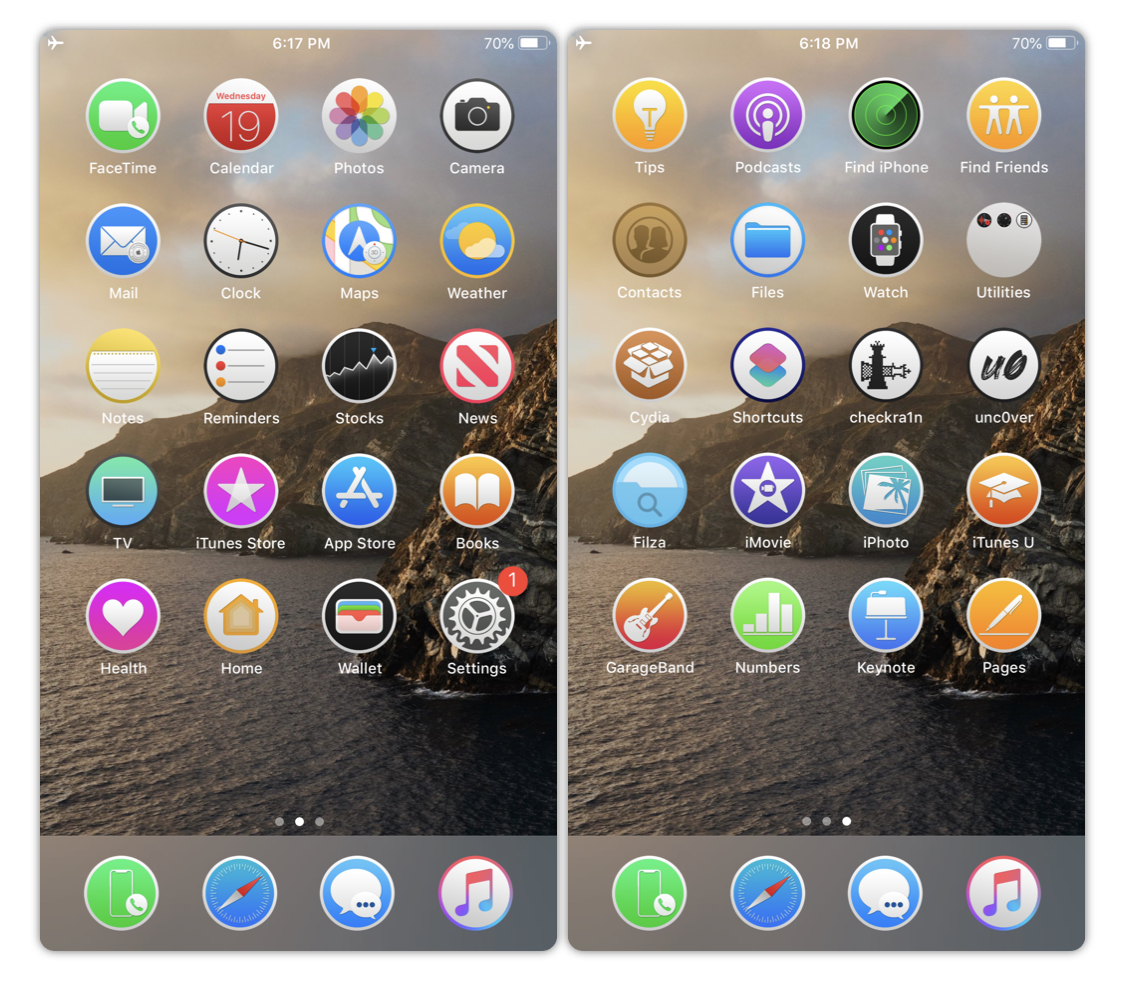 6:17 PM 70%
Wednesday
19
FaceTime Calendar Photos Camera
3D
Mail Clock Maps Weather
Notes Reminders Stocks News
TV iTunes Store App Store Books
1
Health Home Wallet Settings
6:18 PM 70%
T
Tips Podcasts Find iPhone Find Friends
Contacts Files Watch Utilities
u0
Cydia Shortcuts checkra1n unc0ver
Filza iMovie iPhoto iTunes U
GarageBand Numbers Keynote Pages